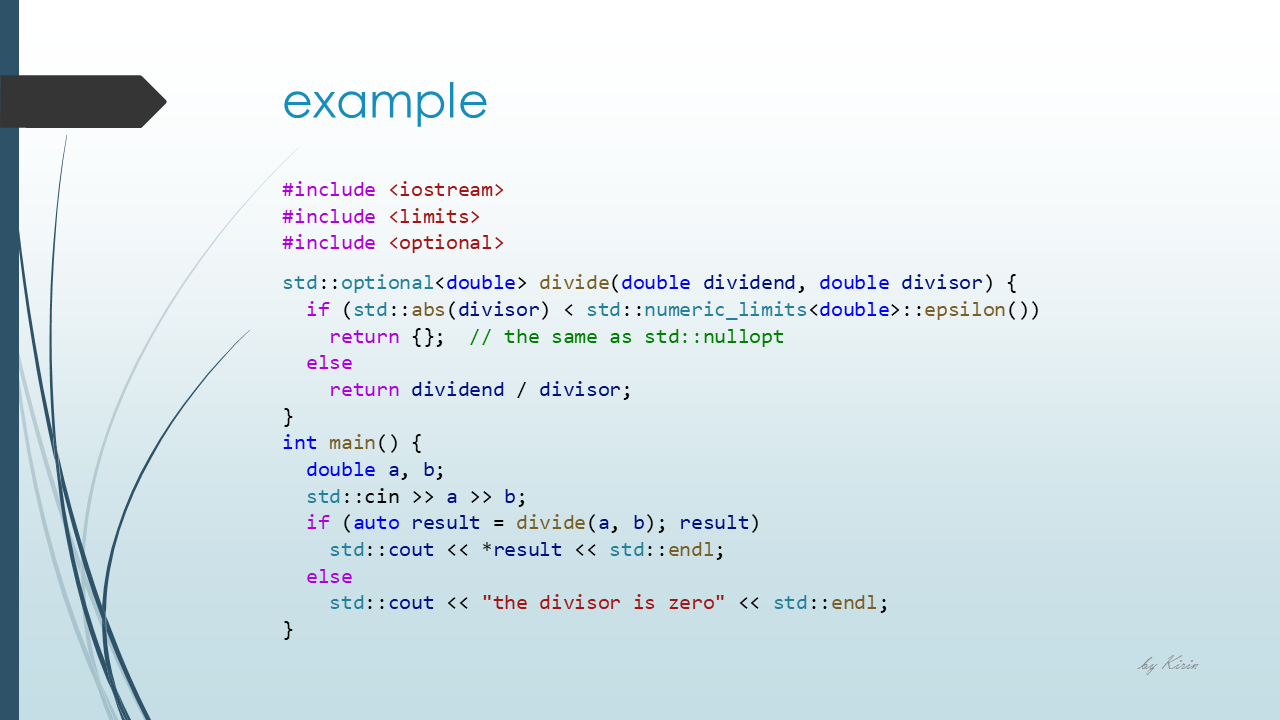 example
#include <iostream>
#include <limits>
#include <optional>
std::optional<double> divide(double dividend, double divisor) {
  if (std::abs(divisor) < std::numeric_limits<double>::epsilon())
    return {};  // the same as std::nullopt
  else
    return dividend / divisor;
}
int main() {
  double a, b;
  std::cin >> a >> b;
  if (auto result = divide(a, b); result)
    std::cout << *result << std::endl;
  else
    std::cout << "the divisor is zero" << std::endl;
}
by Kirin